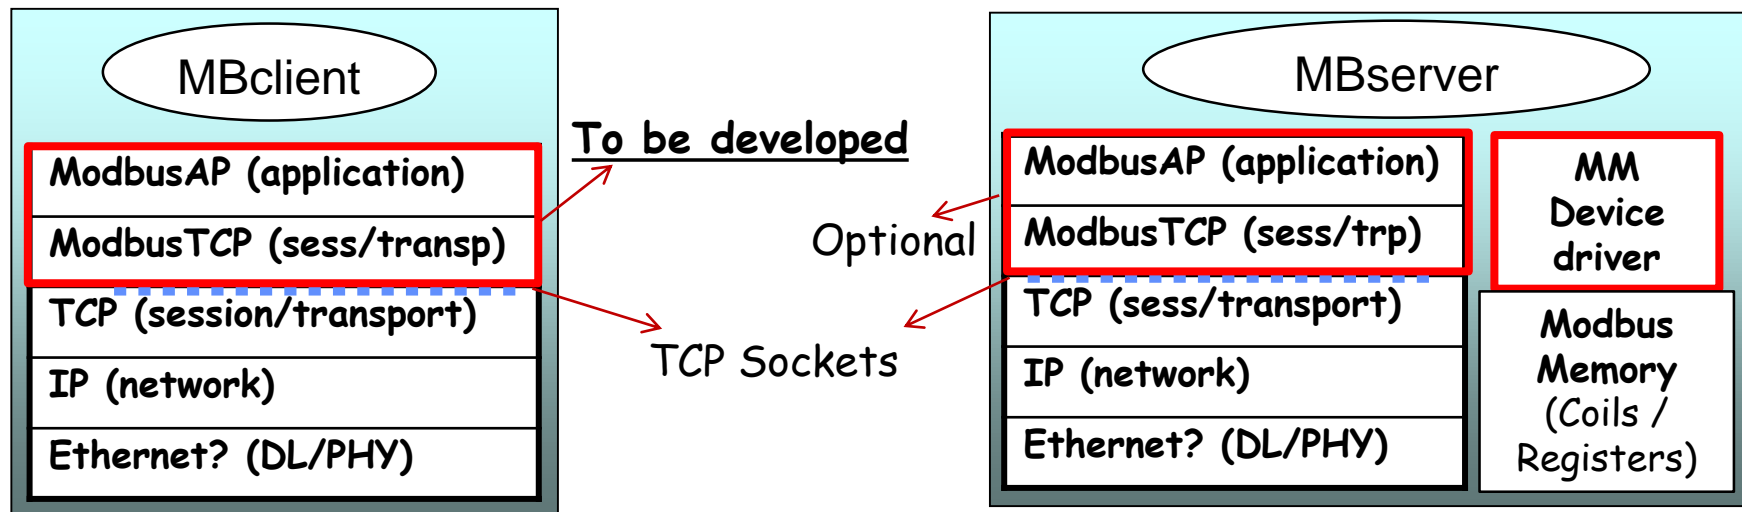 MBclient
ModbusAP (application)
ModbusTCP (sess/transp)
TCP (session/transport)
IP (network)
Ethernet? (DL/PHY)
To be developed
Optional
TCP Sockets
MBserver
ModbusAP (application)
ModbusTCP (sess/trp)
TCP (sess/transport)
IP (network)
Ethernet? (DL/PHY)
MM
Device
driver
Modbus
Memory
(Coils /
Registers)